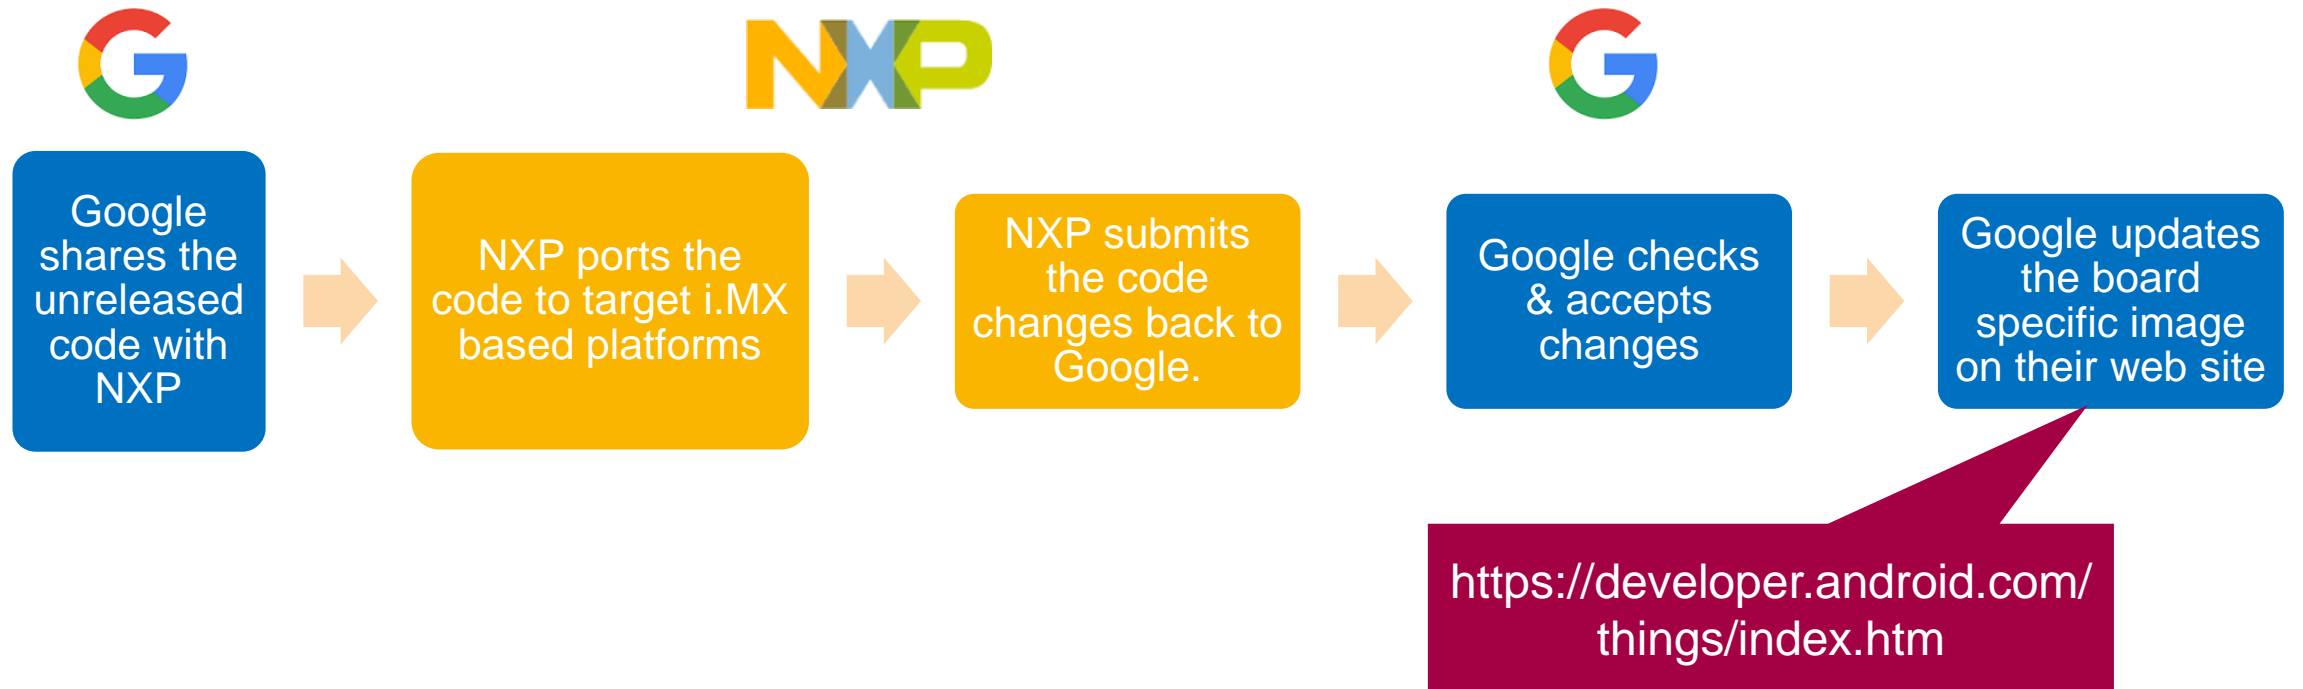 NXP
Google
shares the
unreleased
code with
NXP
NXP ports the
code to target i.MX
based platforms
NXP submits
the code
changes back to
Google.
Google checks
& accepts
changes
Google updates
the board
specific image
on their web site
https://developer.android.com/
things/index.htm